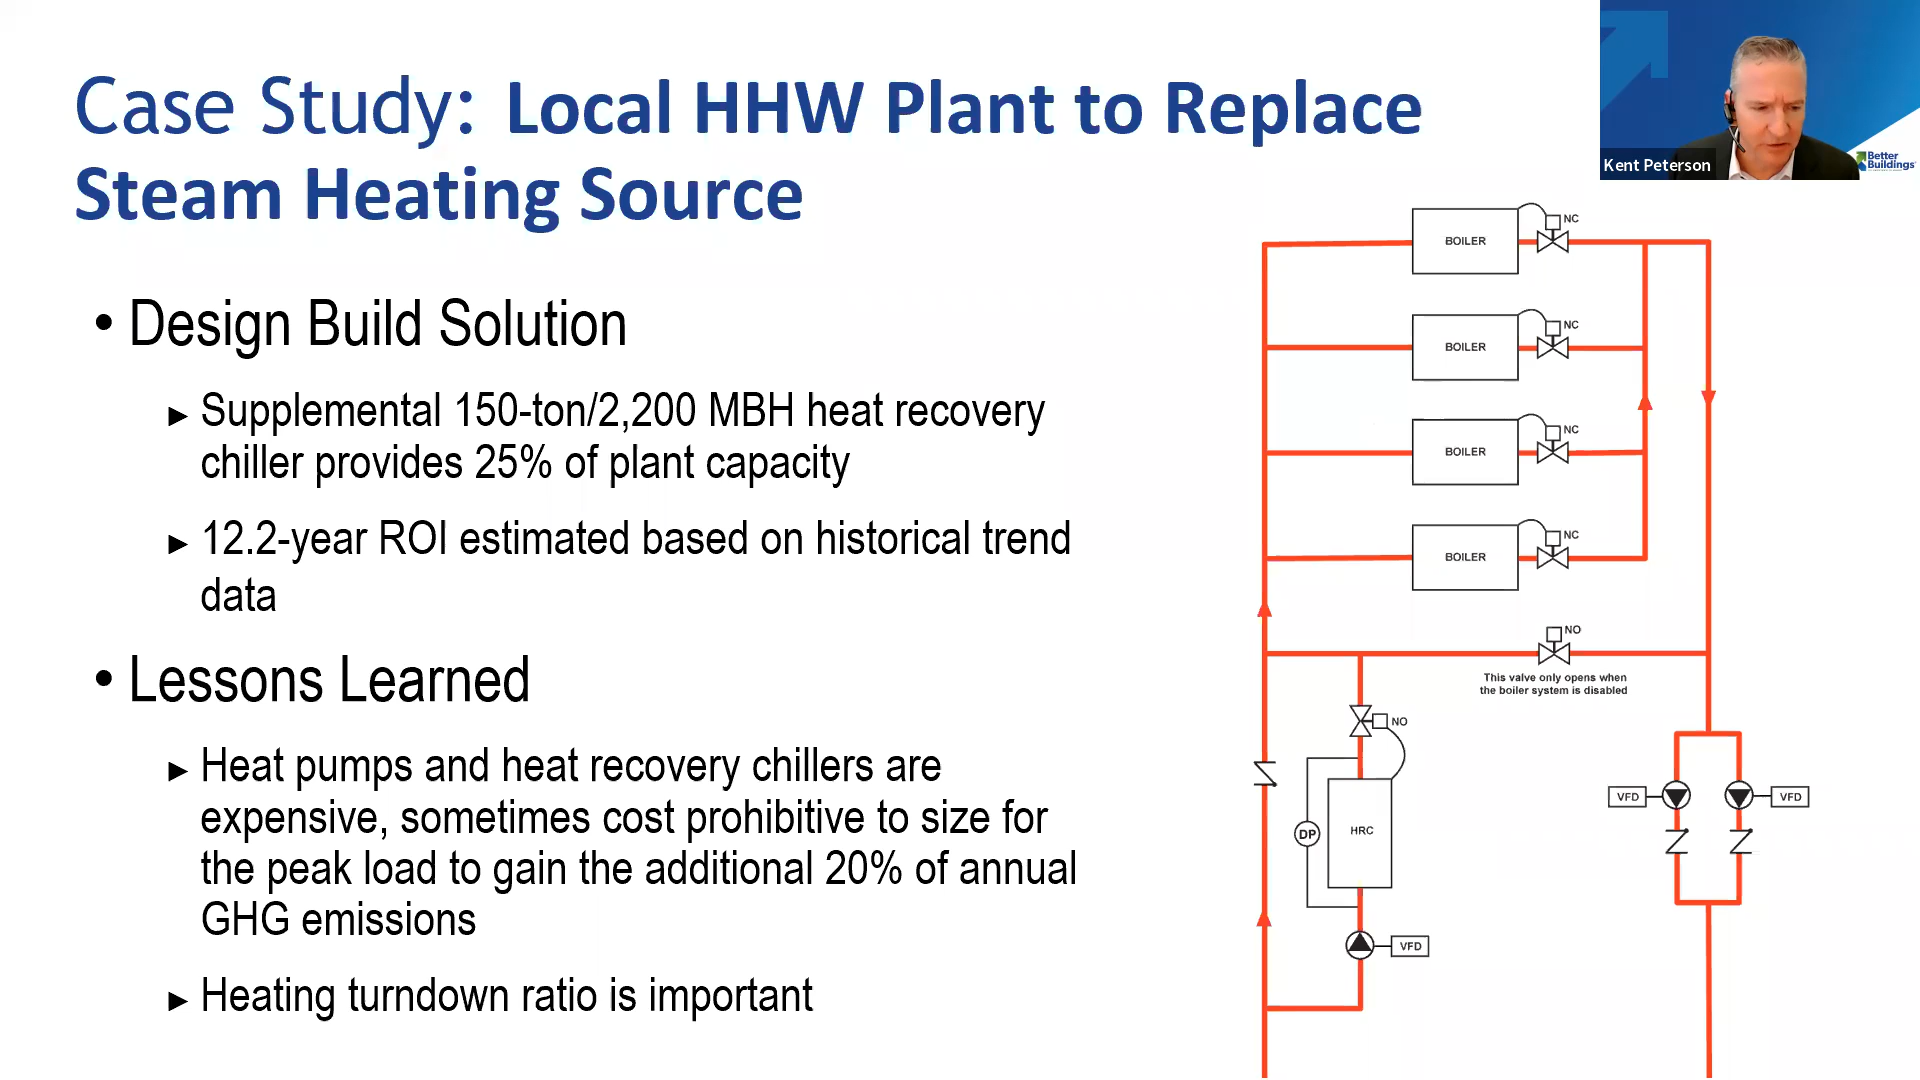 Case Study: Local HHW Plant to Replace
Steam Heating Source
Kent Peterson
Better
Buildings
• Design Build Solution
► Supplemental 150-ton/2,200 MBH heat recovery
chiller provides 25% of plant capacity
► 12.2-year ROI estimated based on historical trend
data
• Lessons Learned
► Heat pumps and heat recovery chillers are
expensive, sometimes cost prohibitive to size for
the peak load to gain the additional 20% of annual
GHG emissions
► Heating turndown ratio is important
BOILER
NC
BOILER
NC
BOILER
NC
BOILER
NC
NO
This valve only opens when
the boiler system is disabled
NO
DP
HRC
VFD
VFD
VFD